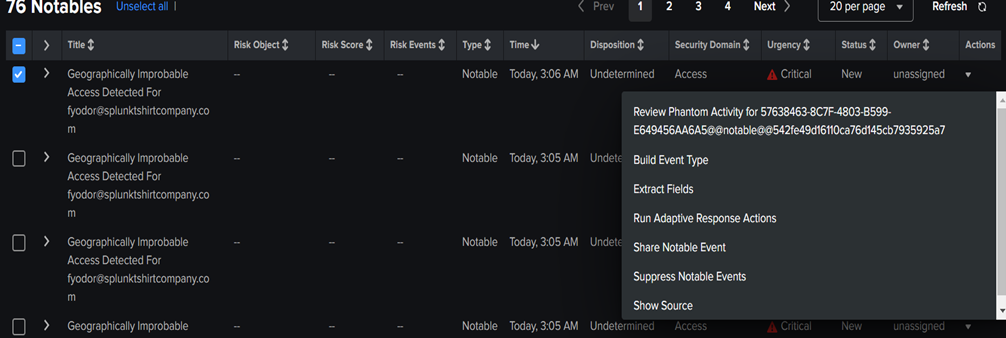 76 Notables Unselect all | Prev 1 2 3 4 Next 20 per page Refresh
Title Risk Object Risk Score Risk Events Type Time Disposition Security Domain Urgency Status Owner Actions
Geographically Improbable -- -- -- Notable Today, 3:06 AM Undetermined Access Critical New unassigned
Access Detected For
fyodor@splunktshirtcompany.co
m
Review Phantom Activity for 57638463-8C7F-4803-B599-
E649456AA6A5@@notable@@542fe49d16110ca76d145cb7935925a7
Build Event Type
Extract Fields
Run Adaptive Response Actions
Share Notable Event
Suppress Notable Events
Show Source
Geographically Improbable -- -- -- Notable Today, 3:05 AM Undete
Access Detected For
fyodor@splunktshirtcompany.co
m
Geographically Improbable -- -- -- Notable Today, 3:05 AM Undete
Access Detected For
fyodor@splunktshirtcompany.co
m
Geographically Improbable -- -- -- Notable Today, 3:05 AM Undetermined Access Critical New unassigned